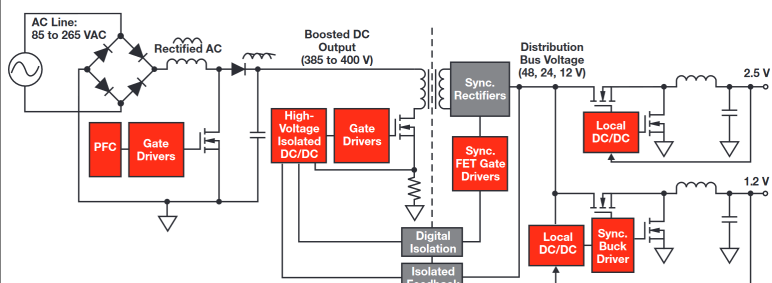 AC Line:
85 to 265 VAC
Rectified AC
Boosted DC
Output
(385 to 400 V)
Distribution
Bus Voltage
(48, 24, 12 V)
2.5 V
Sync.
Rectifiers
PFC
Gate
Drivers
High-
Voltage
Isolated
DC/DC
Gate
Drivers
Sync.
FET Gate
Drivers
Local
DC/DC
1.2 V
Digital
Isolation
Local
DC/DC
Sync.
Buck
Driver
Isolated
Feedback